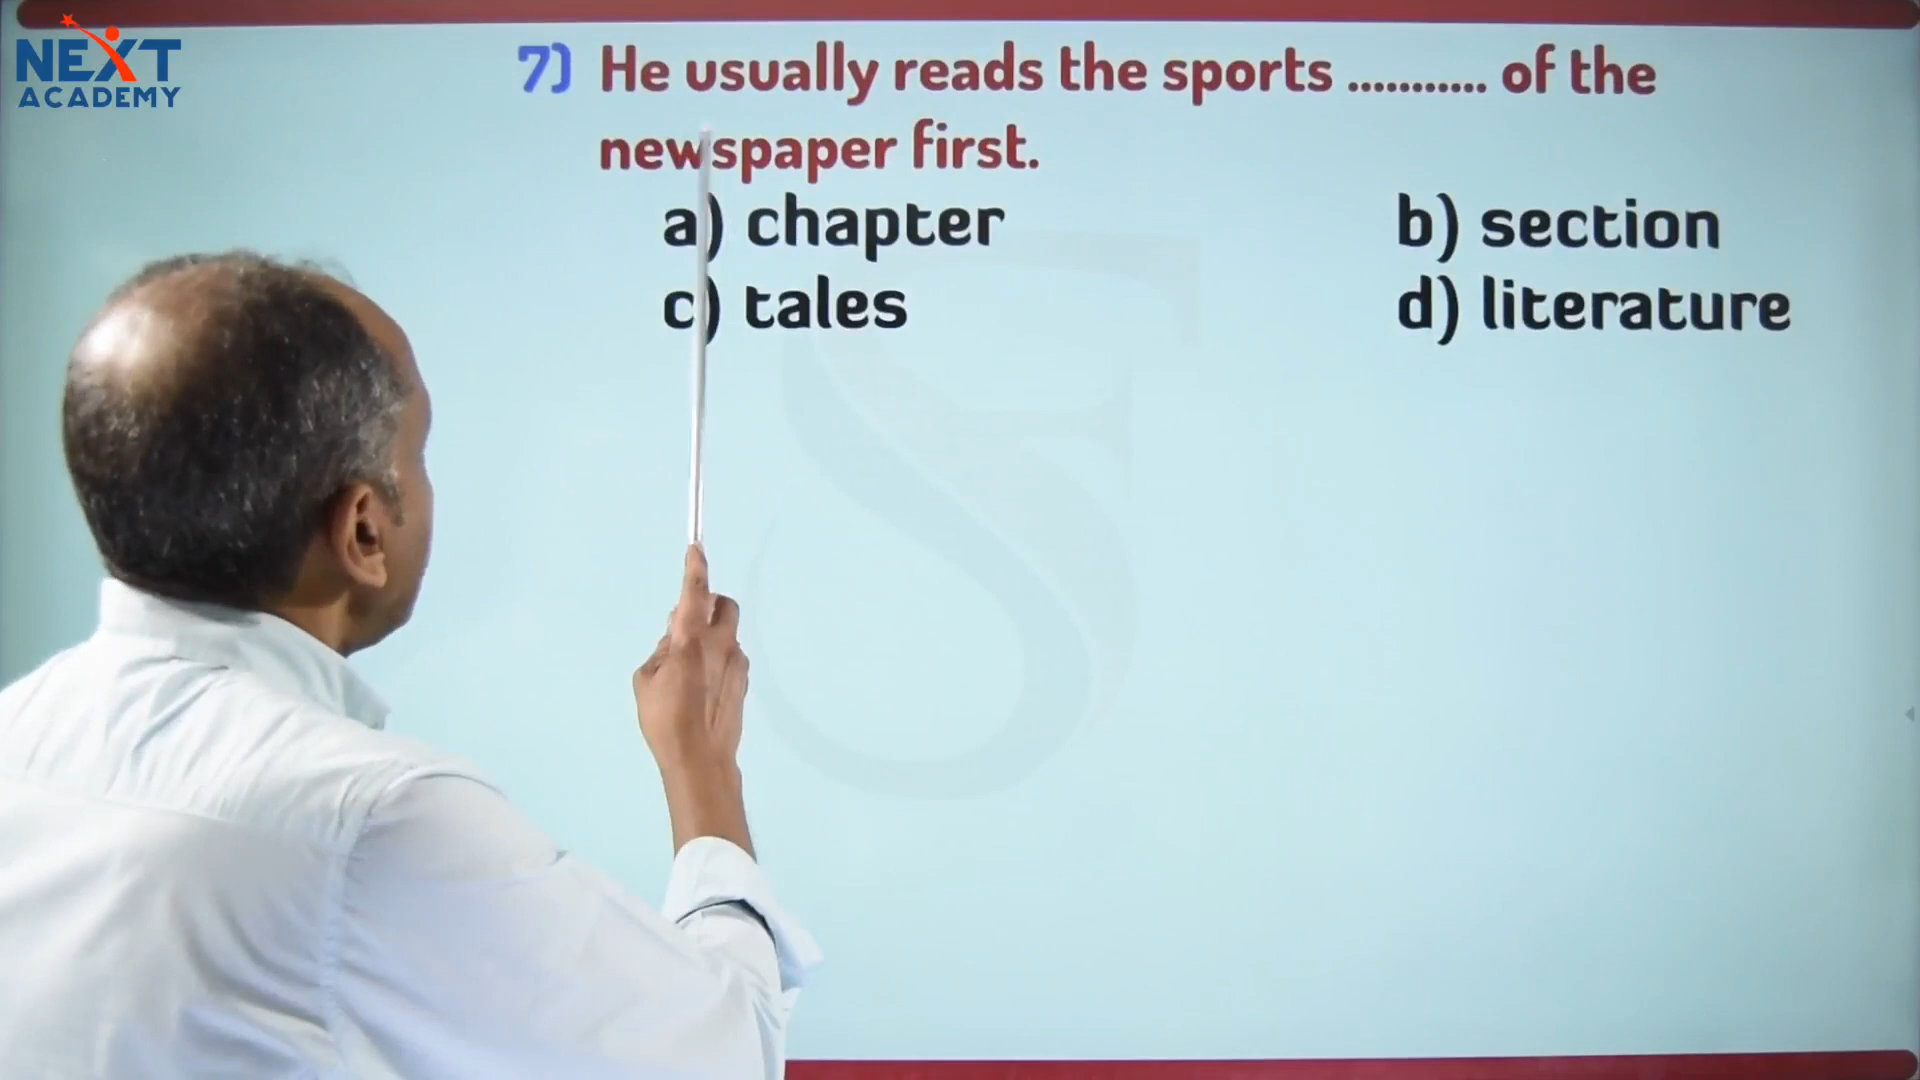 NEXT
ACADEMY
7) He usually reads the sports ........... of the
newspaper first.
a) chapter
b) section
c) tales
d) literature